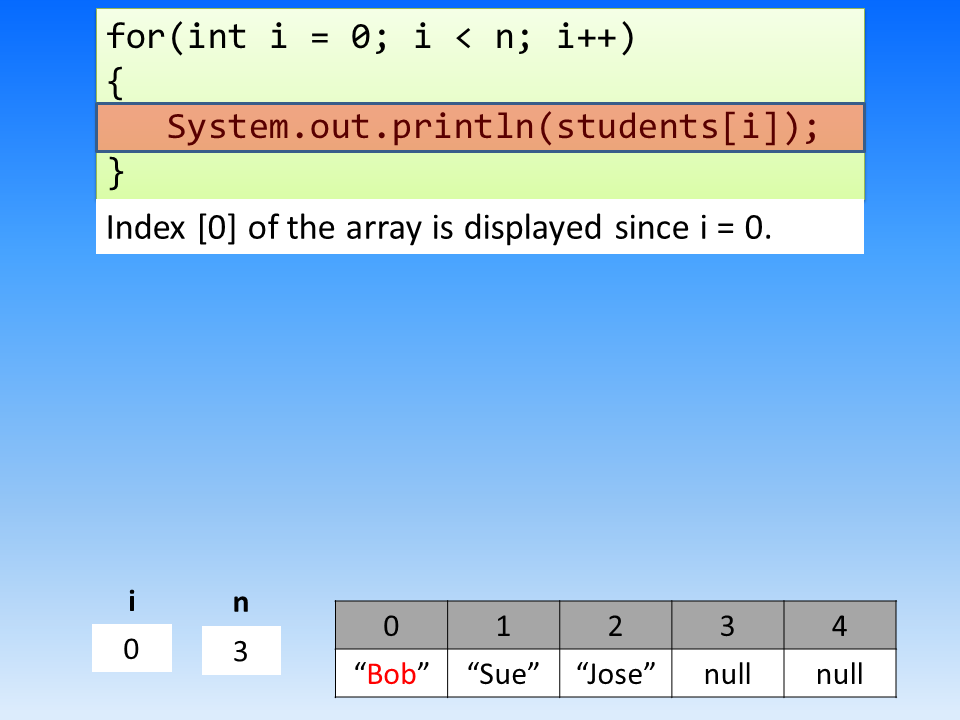 for(int i = 0; i < n; i++)
{
System.out.println(students[i]);
}
Index [0] of the array is displayed since i = 0.
i n
0 3
0 1 2 3 4
“Bob” “Sue” “Jose” null null